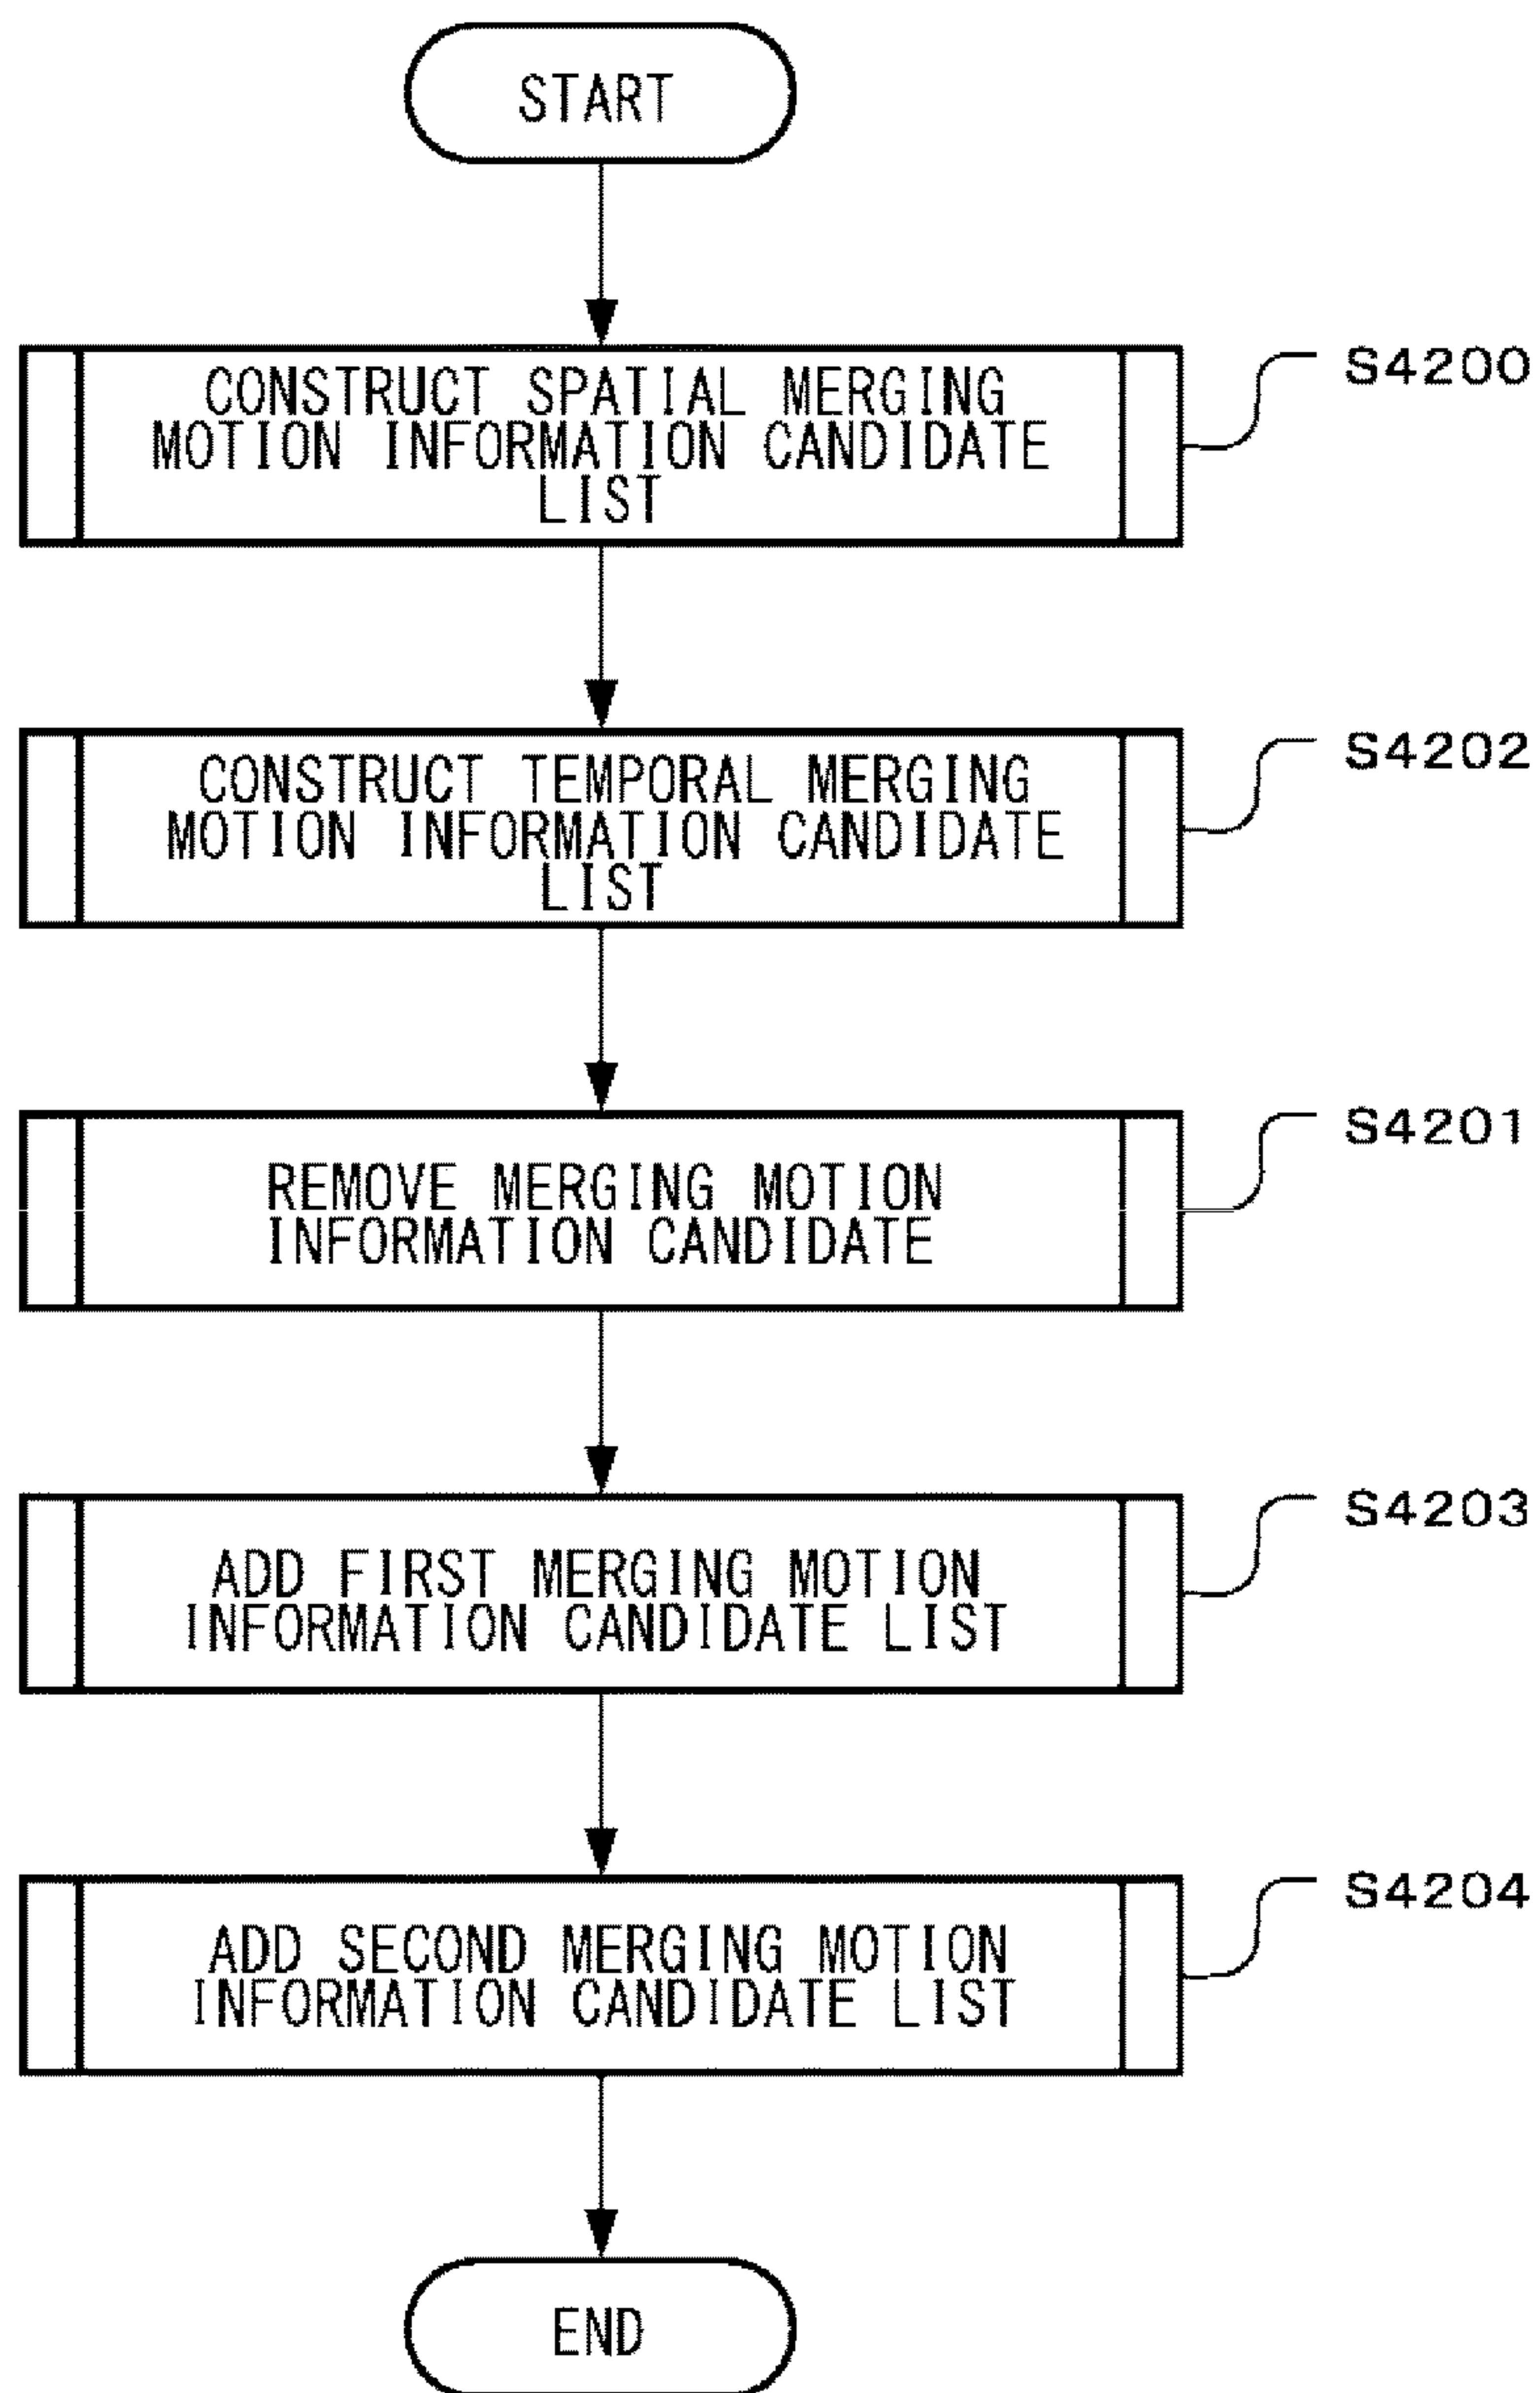 START
CONSTRUCT SPATIAL MERGING
MOTION INFORMATION CANDIDATE
LIST
S4200
CONSTRUCT TEMPORAL MERGING
MOTION INFORMATION CANDIDATE
LIST
S4202
REMOVE MERGING MOTION
INFORMATION CANDIDATE
S4201
ADD FIRST MERGING MOTION
INFORMATION CANDIDATE LIST
S4203
ADD SECOND MERGING MOTION
INFORMATION CANDIDATE LIST
S4204
END